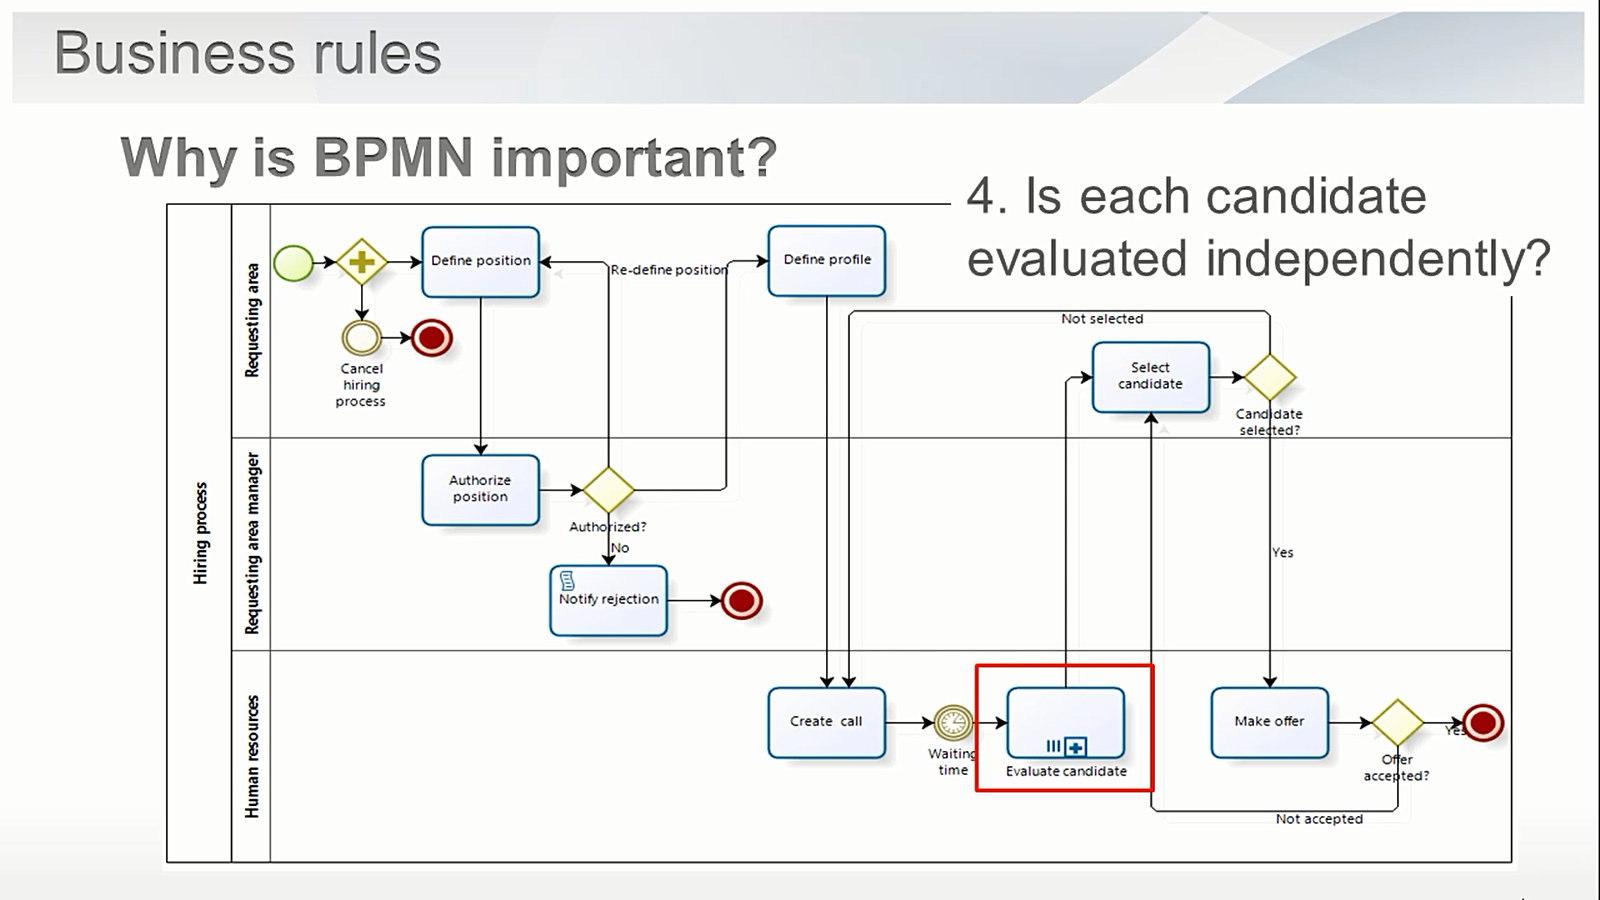 Business rules
Why is BPMN important?
4. Is each candidate
evaluated independently?
Hiring process
Requesting area
Define position
Re-define position
Define profile
Cancel
hiring
process
Not selected
Select
candidate
Candidate
selected?
Requesting area manager
Authorize
position
Authorized?
No
Notify rejection
Yes
Human resources
Create call
Waiting
time
Evaluate candidate
Make offer
Yes
Offer
accepted?
Not accepted